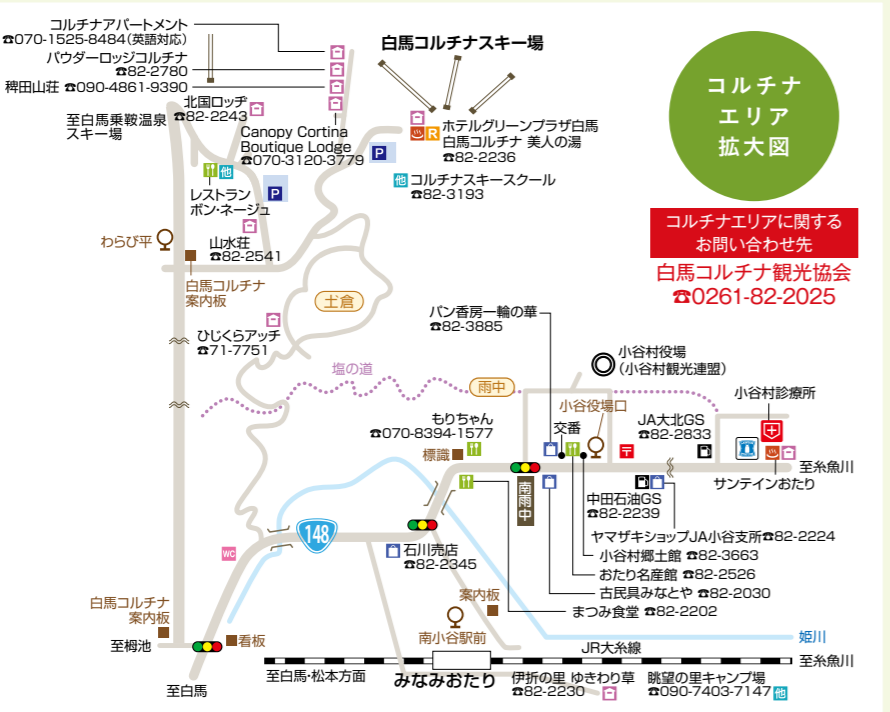 コルチナアパートメント
☎070-1525-8484(英語対応)
パウダーロッジコルチナ
☎82-2780
稗田山荘 ☎090-4861-9390
北国ロッヂ
☎82-2243
至白馬乗鞍温泉
スキー場
Canopy Cortina
Boutique Lodge
☎070-3120-3779
P
白馬コルチナスキー場
R
ホテルグリーンプラザ白馬
白馬コルチナ 美人の湯
☎82-2236
他
コルチナスキースクール
☎82-3193
コルチナ
エリア
拡大図
コルチナエリアに関する
お問い合わせ先
白馬コルチナ観光協会
☎0261-82-2025
他
レストラン
ボン・ネージュ
P
わらび平
山水荘
☎82-2541
白馬コルチナ
案内板
土倉
ひじくらアッチ
☎71-7751
塩の道
雨中
パン香房一輪の華
☎82-3885
小谷村役場
(小谷村観光連盟)
小谷村診療所
もりちゃん
☎070-8394-1577
標識
小谷役場口
交番
JA大北GS
☎82-2833
〒
至糸魚川
サンテインおたり
南雨中
中田石油GS
☎82-2239
ヤマザキショップJA小谷支所☎82-2224
小谷村郷土館 ☎82-3663
おたり名産館 ☎82-2526
古民具みなとや ☎82-2030
まつみ食堂 ☎82-2202
148
WC
石川売店
☎82-2345
白馬コルチナ
案内板
至栂池
看板
案内板
南小谷駅前
姫川
JR大糸線
至糸魚川
至白馬
至白馬・松本方面
みなみおたり
伊折の里 ゆきわり草
☎82-2230
眺望の里キャンプ場
☎090-7403-7147
他